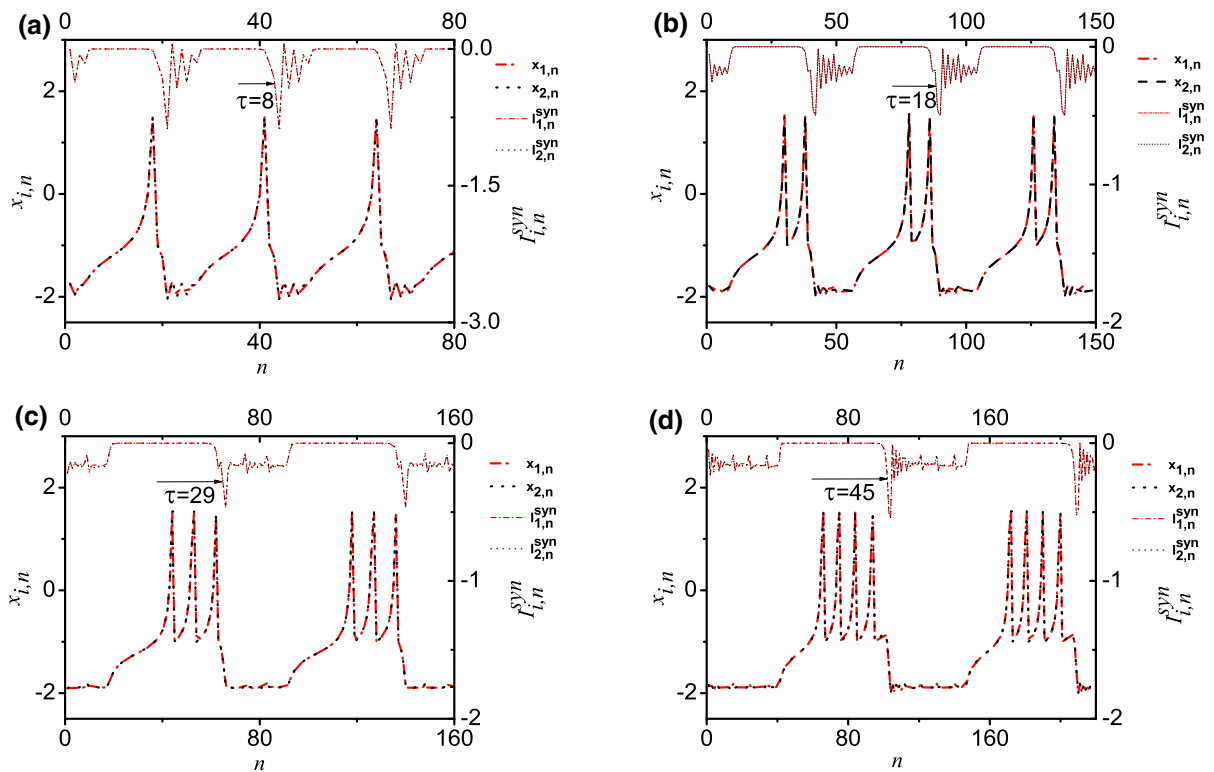 (a)
0 40 80
3
2
0
-2
0.0
-1.5
-3.0
x_{i,n}
I^{syn}_{i,n}
τ=8
x_{1,n}
x_{2,n}
I^{syn}_{1,n}
I^{syn}_{2,n}
0 40 80
n
(b)
0 50 100 150
2
0
-2
0
-1
-2
x_{i,n}
I^{syn}_{i,n}
τ=18
x_{1,n}
x_{2,n}
I^{syn}_{1,n}
I^{syn}_{2,n}
0 50 100 150
n
(c)
0 80 160
2
0
-2
0
-1
-2
x_{i,n}
I^{syn}_{i,n}
τ=29
x_{1,n}
x_{2,n}
I^{syn}_{1,n}
I^{syn}_{2,n}
0 80 160
n
(d)
0 80 160
2
0
-2
0
-1
-2
x_{i,n}
I^{syn}_{i,n}
τ=45
x_{1,n}
x_{2,n}
I^{syn}_{1,n}
I^{syn}_{2,n}
0 80 160
n